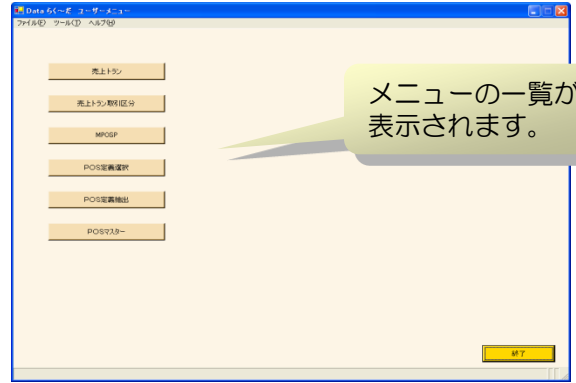 Data らく~だ ユーザーメニュー
ファイル(F) ツール(T) ヘルプ(H)
売上トラン
売上トラン取引区分
MPOSP
POS定義選択
POS定義抽出
POSマスター
メニューの一覧が
表示されます。
終了